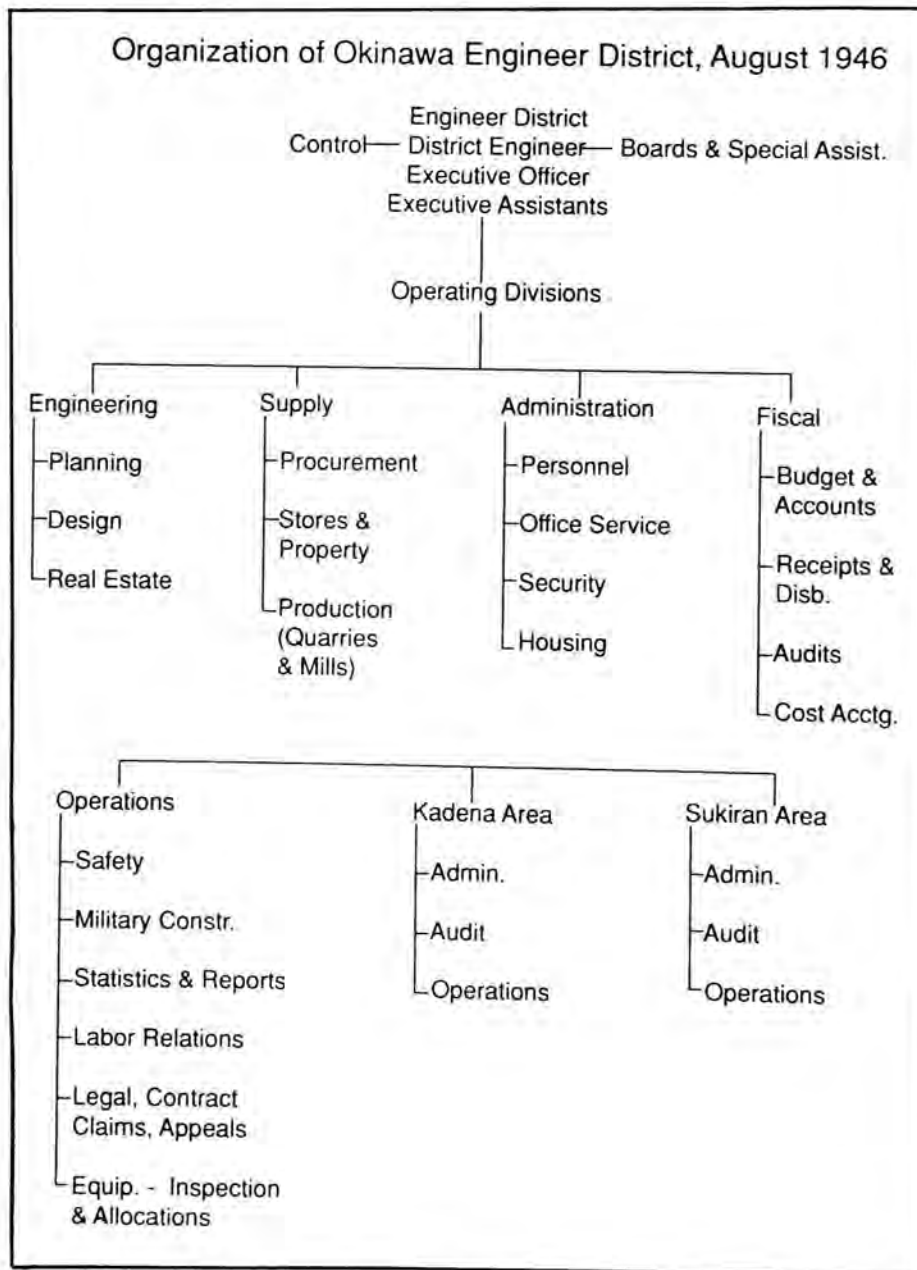 Organization of Okinawa Engineer District, August 1946
Engineer District
Control — District Engineer — Boards & Special Assist.
Executive Officer
Executive Assistants
Operating Divisions
Engineering
Planning
Design
Real Estate
Supply
Procurement
Stores &
Property
Production
(Quarries
& Mills)
Administration
Personnel
Office Service
Security
Housing
Fiscal
Budget &
Accounts
Receipts &
Disb.
Audits
Cost Acctg.
Operations
Safety
Military Constr.
Statistics & Reports
Labor Relations
Legal, Contract
Claims, Appeals
Equip. - Inspection
& Allocations
Kadena Area
Admin.
Audit
Operations
Sukiran Area
Admin.
Audit
Operations